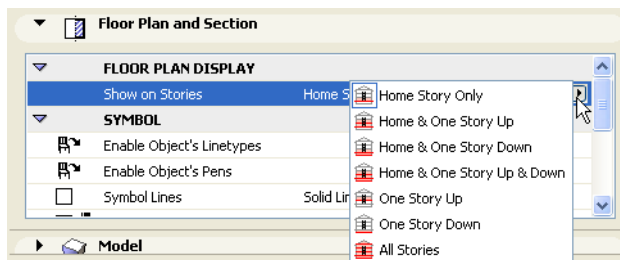 Floor Plan and Section
FLOOR PLAN DISPLAY
Show on Stories Home S
Home Story Only
SYMBOL
Home & One Story Up
Enable Object's Linetypes
Home & One Story Down
Enable Object's Pens
Home & One Story Up & Down
Symbol Lines Solid Lin
One Story Up
One Story Down
Model
All Stories